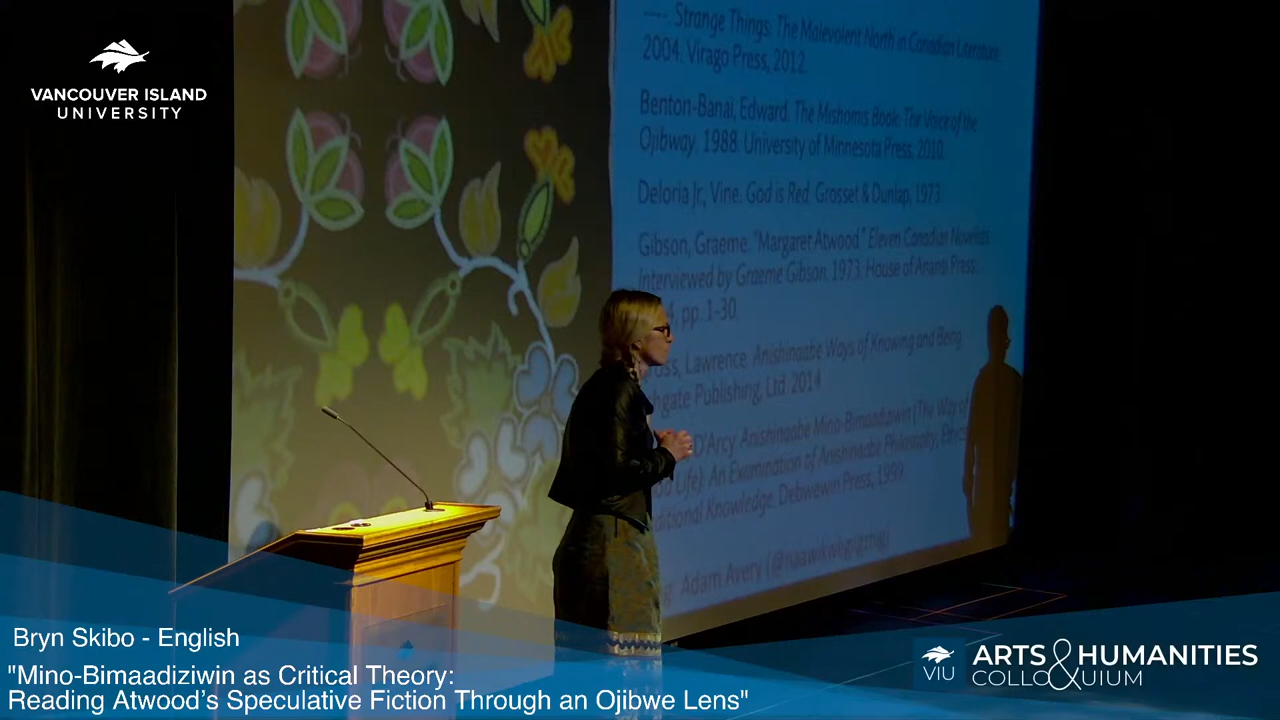 VANCOUVER ISLAND
UNIVERSITY
----. Strange Things: The Malevolent North in Canadian Literature.
2004. Virago Press, 2012.
Benton-Banai, Edward. The Mishomis Book: The Voice of the
Ojibway. 1988. University of Minnesota Press, 2010.
Deloria Jr., Vine. God is Red. Grosset & Dunlap, 1973.
Gibson, Graeme. "Margaret Atwood." Eleven Canadian Novelists
Interviewed by Graeme Gibson. 1973. House of Anansi Press,
pp. 1-30.
Lawrence. Anishinaabe Ways of Knowing and Being.
Publishing, Ltd. 2014.
D'Arcy. Anishinaabe Mino-Bimaadizwin (The Way of
Life): An Examination of Anishinaabe Philosophy, Ethics
Knowledge. Debwewin Press, 1999.
Adam Avery
Bryn Skibo - English
"Mino-Bimaadiziwin as Critical Theory:
Reading Atwood's Speculative Fiction Through an Ojibwe Lens"
VIU
ARTS & HUMANITIES
COLLOQUIUM